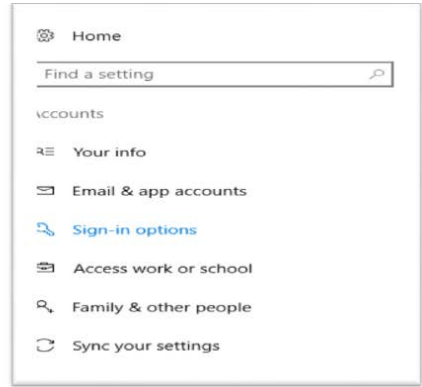 Home
Find a setting
Accounts
Your info
Email & app accounts
Sign-in options
Access work or school
Family & other people
Sync your settings